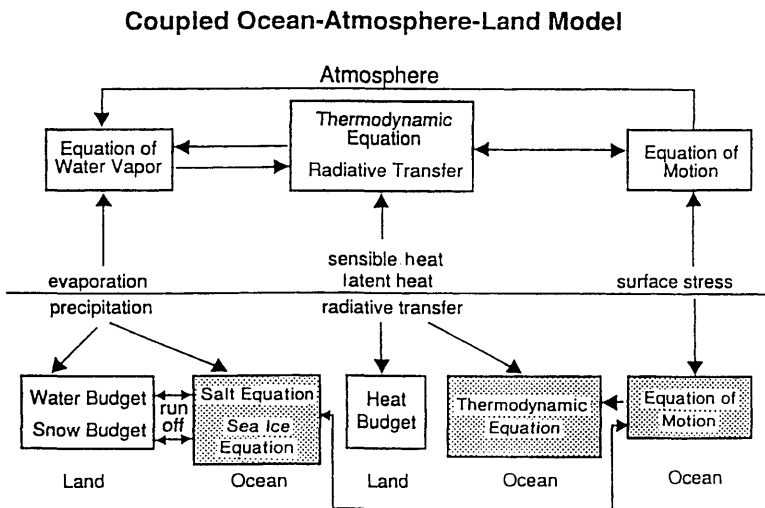 Coupled Ocean-Atmosphere-Land Model
Atmosphere
Equation of
Water Vapor
Thermodynamic
Equation
Radiative Transfer
Equation of
Motion
evaporation
precipitation
sensible heat
latent heat
radiative transfer
surface stress
Water Budget
Snow Budget
run
off
Salt Equation
Sea Ice
Equation
Heat
Budget
Thermodynamic
Equation
Equation of
Motion
Land
Ocean
Land
Ocean
Ocean